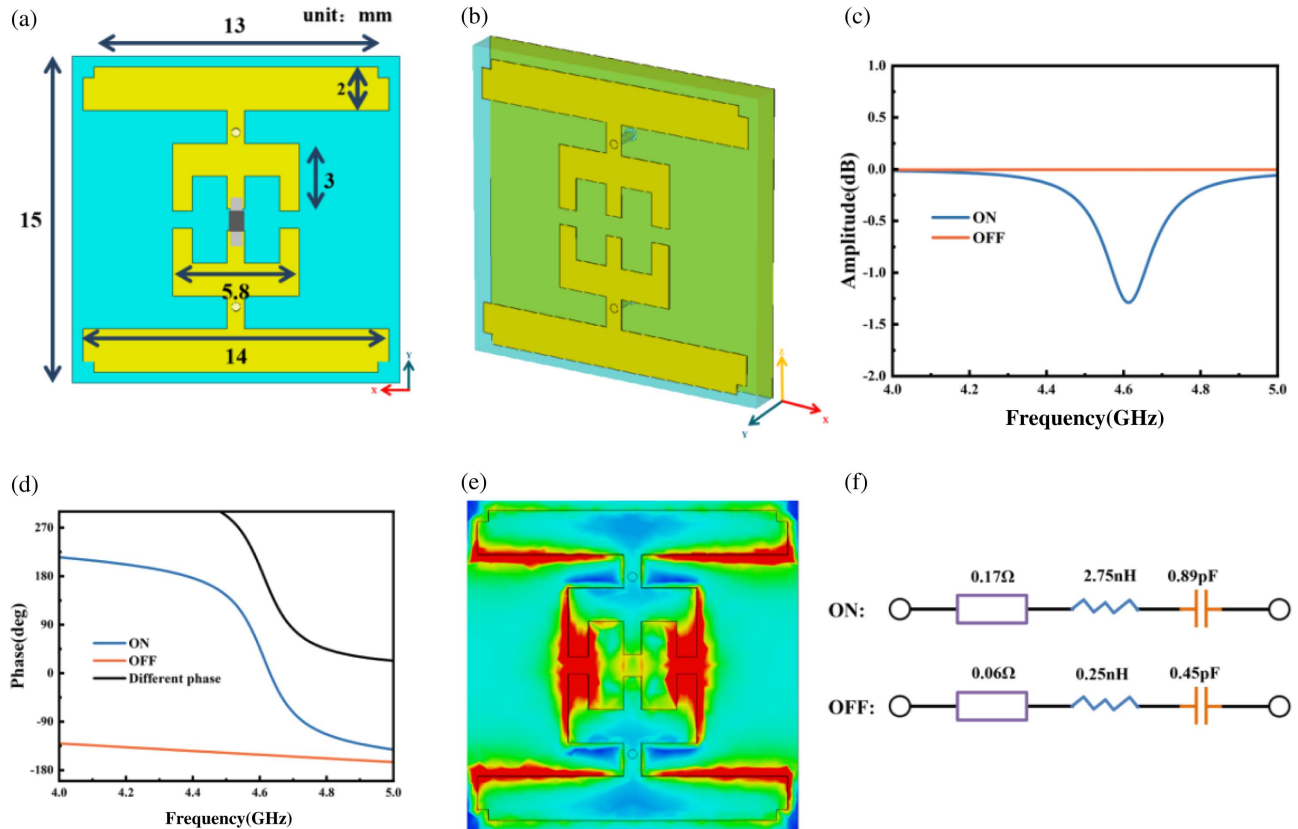 (a)
unit: mm
13
2
3
15
5.8
14
Y
X
(b)
Z
X
Y
(c)
1.0
0.5
0.0
-0.5
-1.0
-1.5
-2.0
Amplitude(dB)
ON
OFF
4.0 4.2 4.4 4.6 4.8 5.0
Frequency(GHz)
(d)
270
180
90
0
-90
-180
Phase(deg)
ON
OFF
Different phase
4.0 4.2 4.4 4.6 4.8 5.0
Frequency(GHz)
(e)
(f)
0.17Ω 2.75nH 0.89pF
ON:
0.06Ω 0.25nH 0.45pF
OFF: